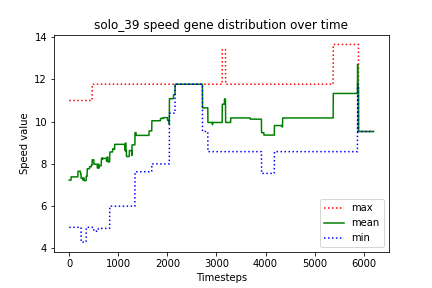 solo_39 speed gene distribution over time
14
12
10
8
6
4
Speed value
0
1000
2000
3000
4000
5000
6000
Timesteps
max
mean
min